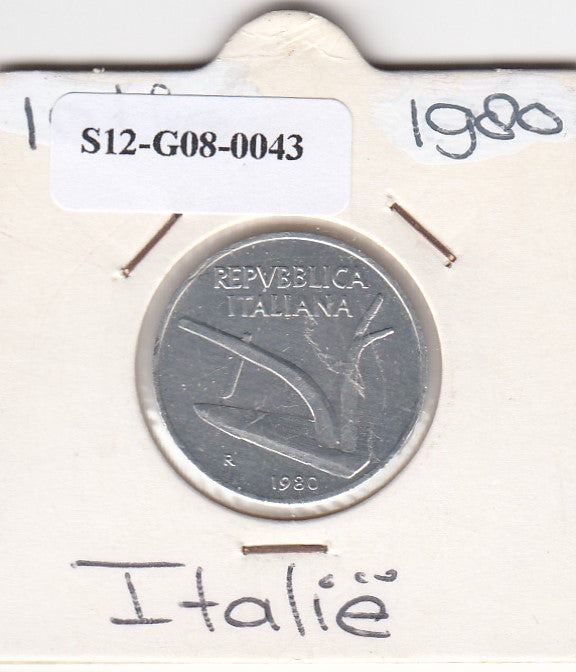 S12-G08-0043
1980
REPVBBLICA
ITALIANA
R
1980
Italië